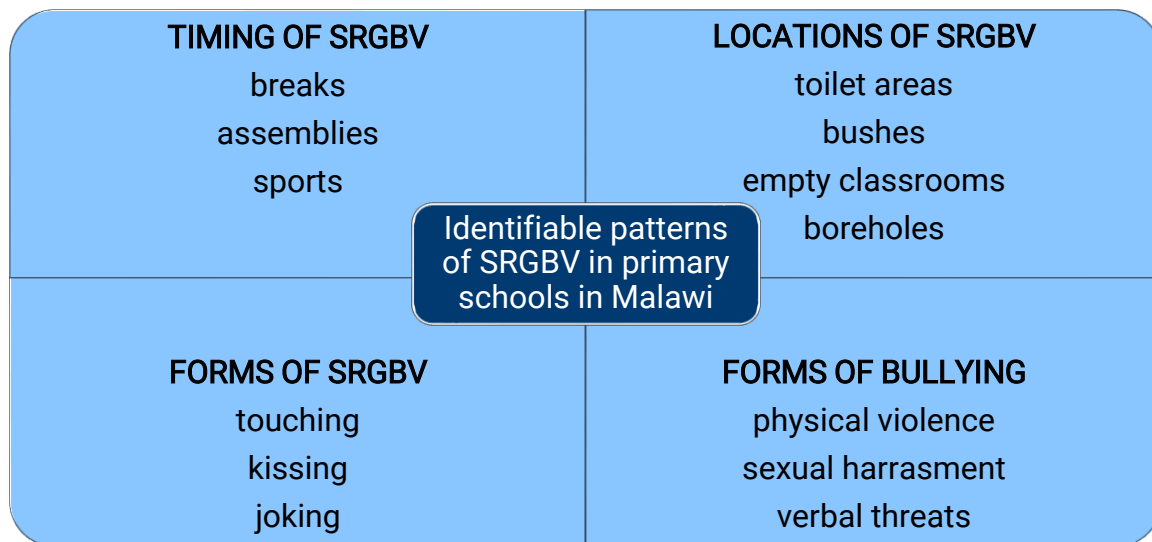 TIMING OF SRGBV
breaks
assemblies
sports
LOCATIONS OF SRGBV
toilet areas
bushes
empty classrooms
boreholes
Identifiable patterns
of SRGBV in primary
schools in Malawi
FORMS OF SRGBV
touching
kissing
joking
FORMS OF BULLYING
physical violence
sexual harrasment
verbal threats